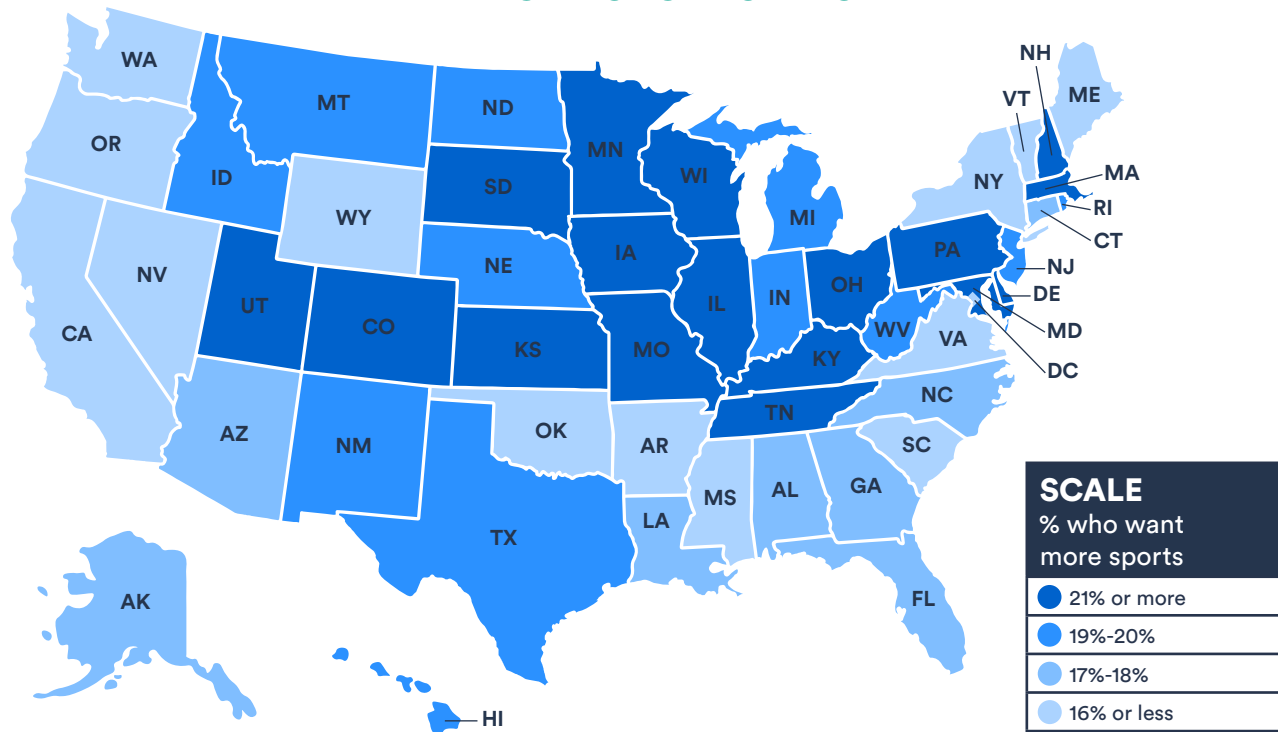 NH
WA
ME
VT
MT
ND
OR
MN
WI
MA
ID
SD
NY
RI
WY
MI
CT
PA
IA
NE
NJ
NV
OH
DE
IN
UT
IL
CO
WV
MD
CA
VA
KS
MO
KY
DC
NC
TN
OK
AZ
NM
AR
SC
GA
AL
MS
LA
TX
FL
AK
HI
SCALE
% who want
more sports
21% or more
19%-20%
17%-18%
16% or less